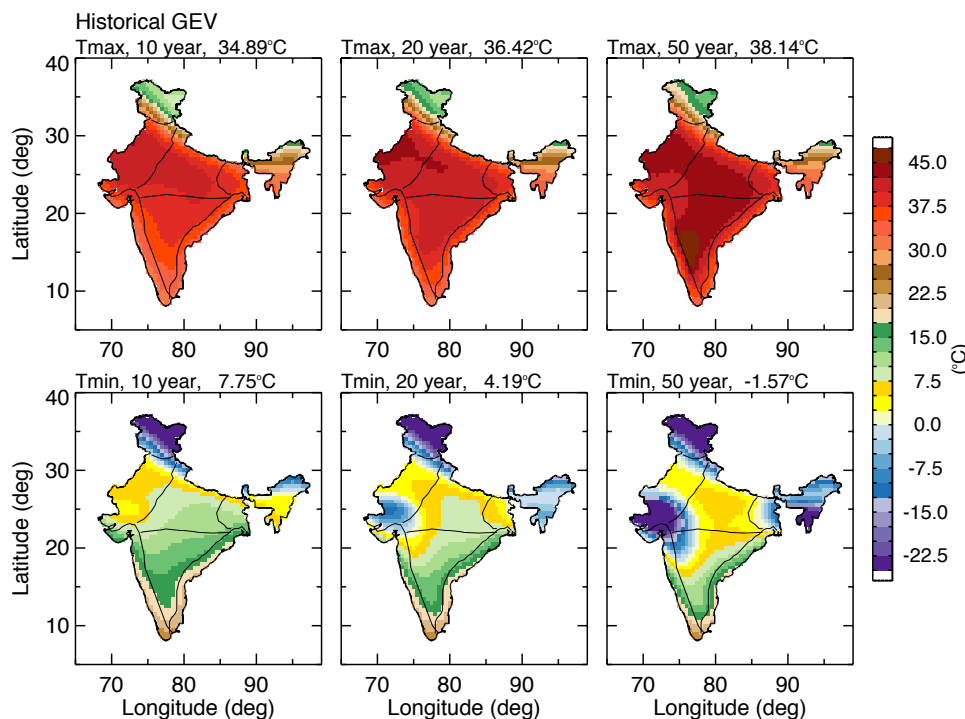 Historical GEV
Tmax, 10 year, 34.89°C
Tmax, 20 year, 36.42°C
Tmax, 50 year, 38.14°C
40
30
20
10
Latitude (deg)
70 80 90
70 80 90
70 80 90
Tmin, 10 year, 7.75°C
Tmin, 20 year, 4.19°C
Tmin, 50 year, -1.57°C
40
30
20
10
Latitude (deg)
70 80 90
70 80 90
70 80 90
Longitude (deg)
Longitude (deg)
Longitude (deg)
45.0
37.5
30.0
22.5
15.0
7.5
0.0
-7.5
-15.0
-22.5
(°C)